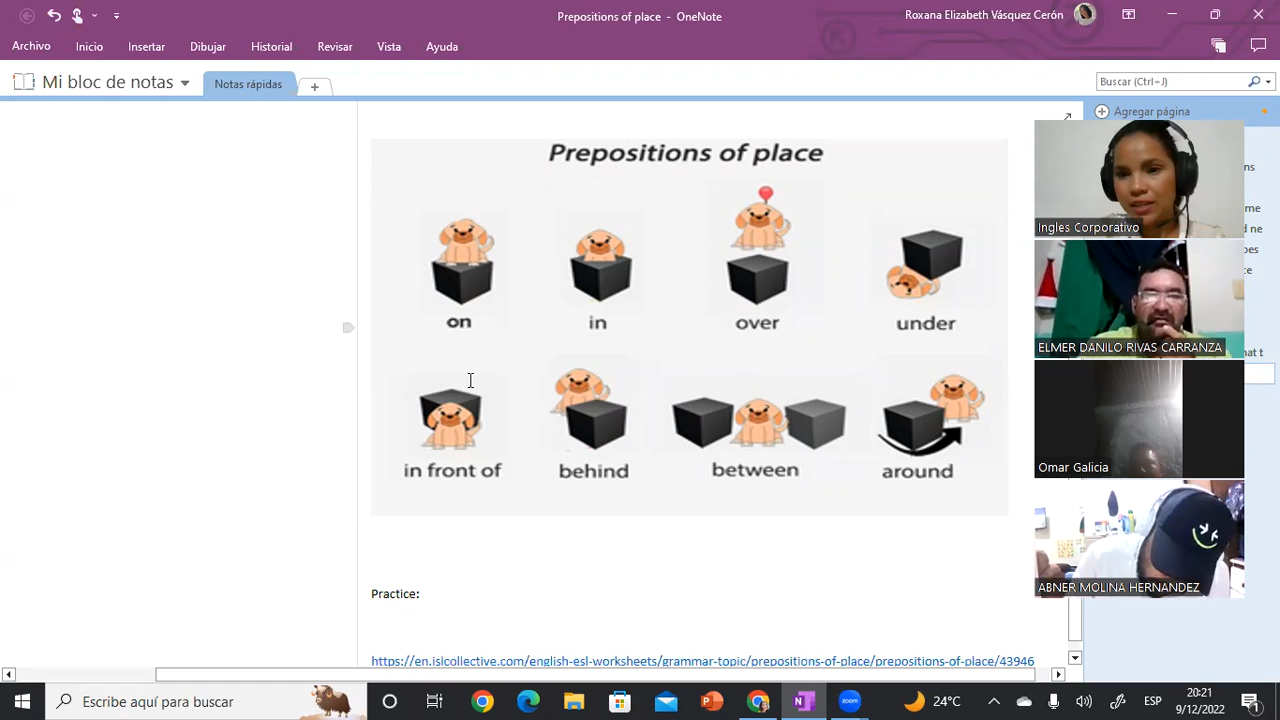 Prepositions of place - OneNote
Roxana Elizabeth Vásquez Cerón
Archivo Inicio Insertar Dibujar Historial Revisar Vista Ayuda
Mi bloc de notas
Notas rápidas
+
Buscar (Ctrl+J)
Agregar página
Prepositions of place
on in over under
in front of behind between around
Practice:
https://en.islcollective.com/english-esl-worksheets/grammar-topic/prepositions-of-place/prepositions-of-place/43946
Ingles Corporativo
ELMER DANILO RIVAS CARRANZA
Omar Galicia
ABNER MOLINA HERNANDEZ
Escribe aquí para buscar
24°C
ESP
20:21
9/12/2022